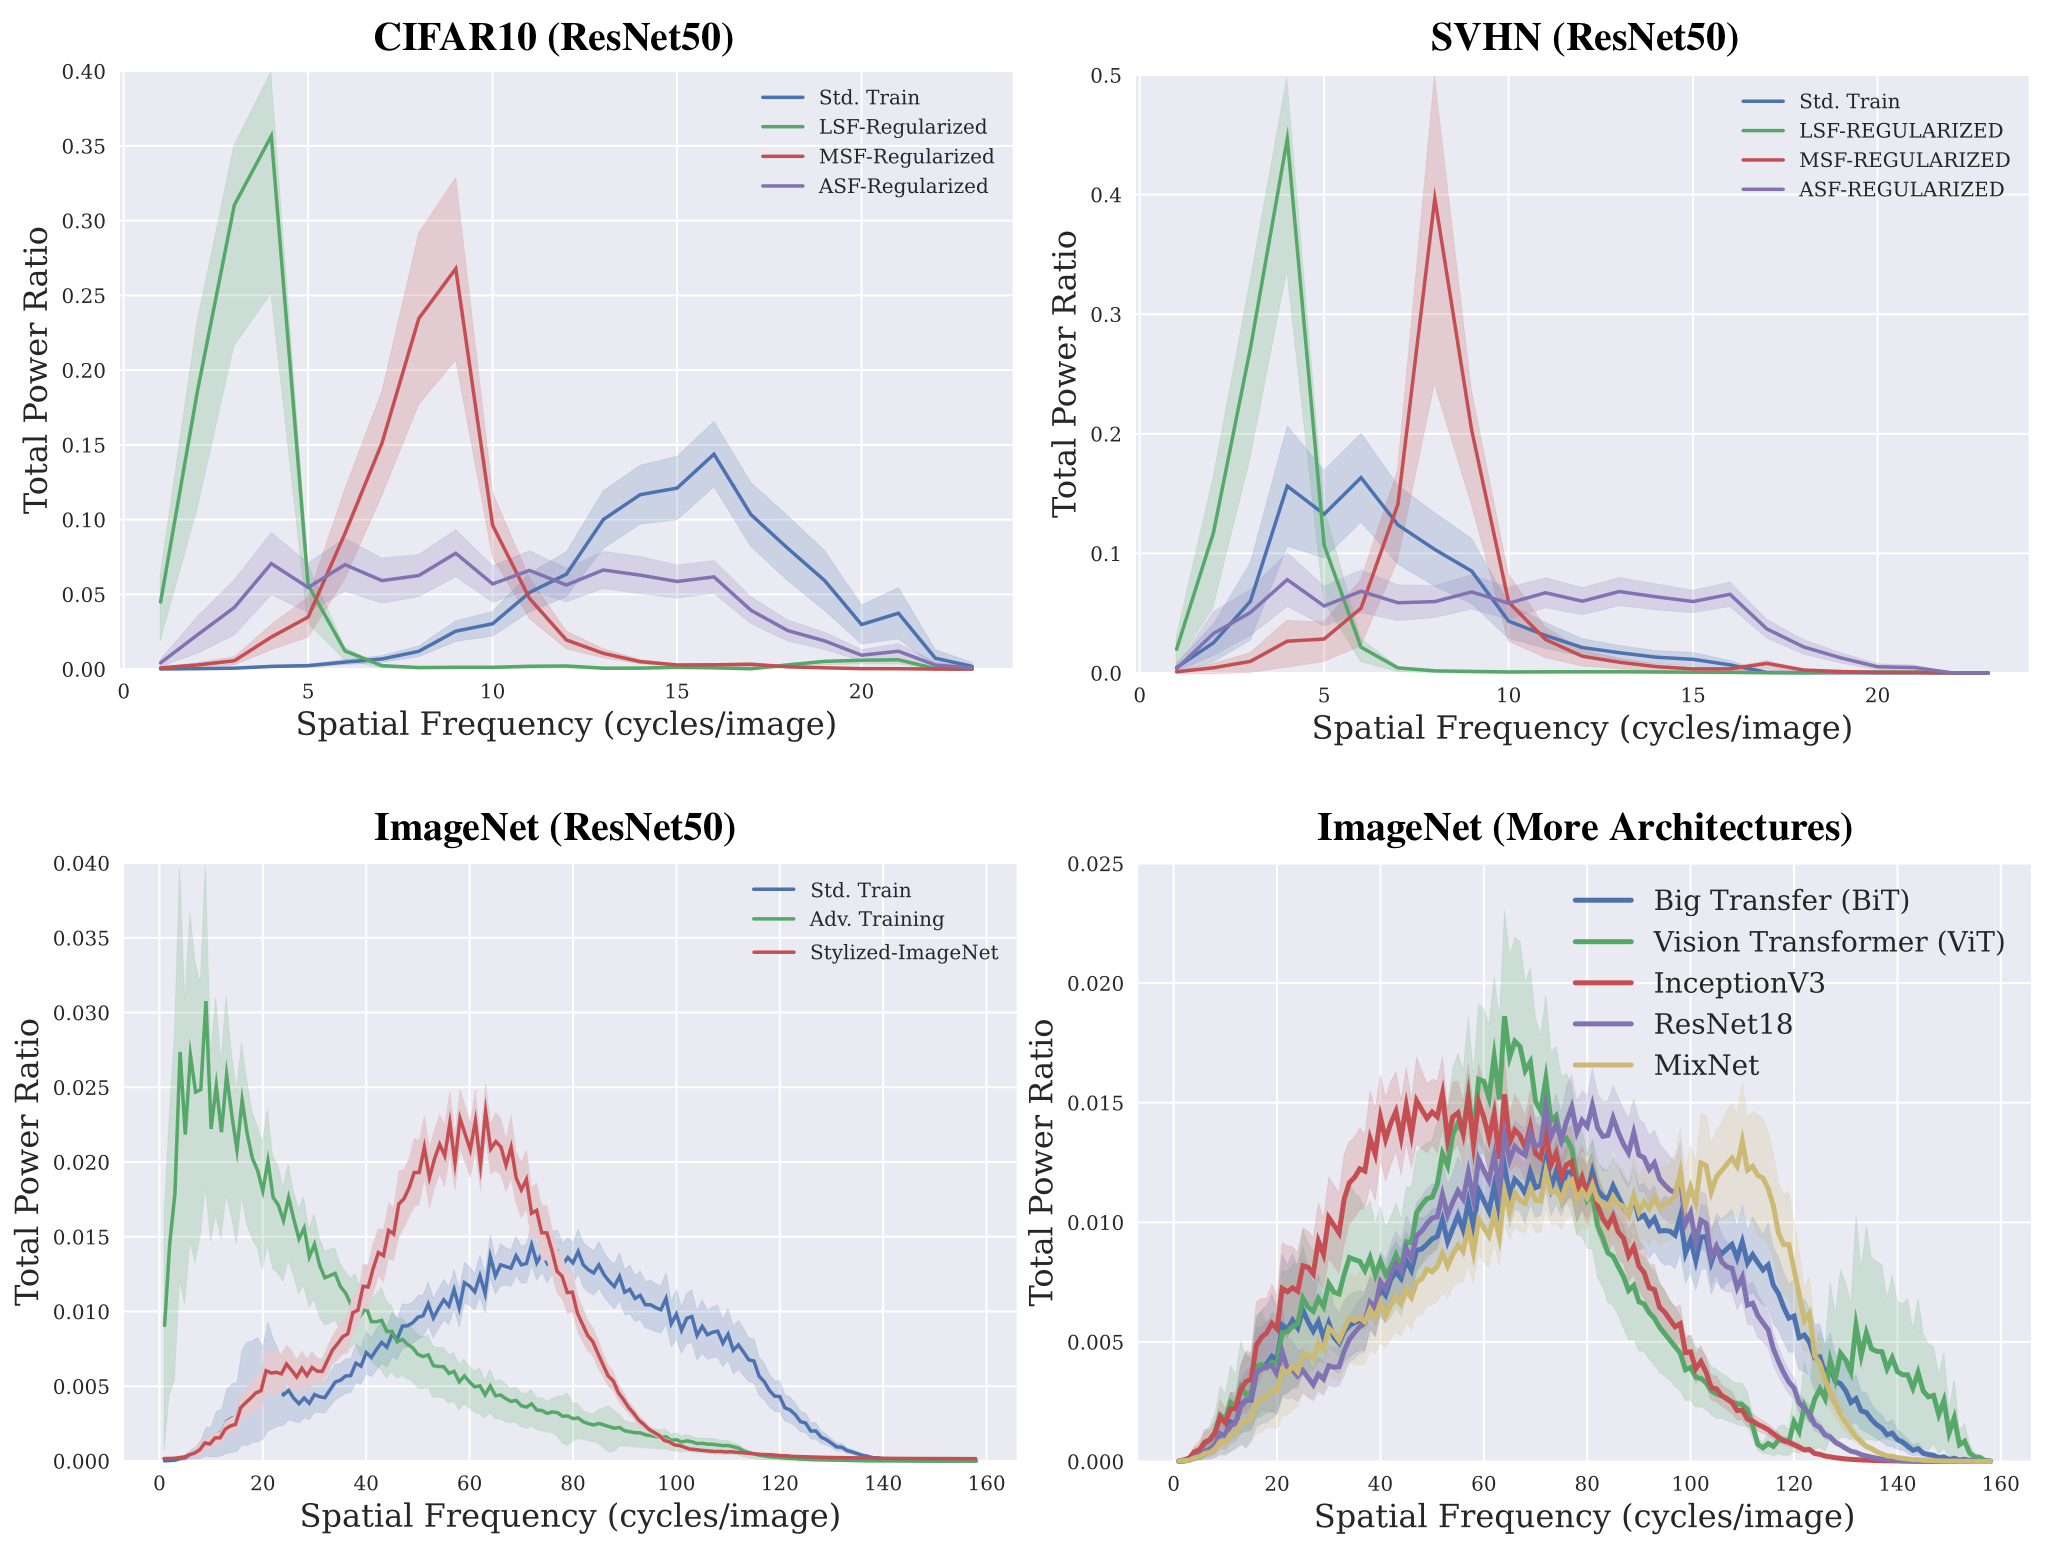 CIFAR10 (ResNet50)
Total Power Ratio
0.40
0.35
0.30
0.25
0.20
0.15
0.10
0.05
0.00
Std. Train
LSF-Regularized
MSF-Regularized
ASF-Regularized
0 5 10 15 20
Spatial Frequency (cycles/image)
SVHN (ResNet50)
Total Power Ratio
0.5
0.4
0.3
0.2
0.1
0.0
Std. Train
LSF-REGULARIZED
MSF-REGULARIZED
ASF-REGULARIZED
0 5 10 15 20
Spatial Frequency (cycles/image)
ImageNet (ResNet50)
Total Power Ratio
0.040
0.035
0.030
0.025
0.020
0.015
0.010
0.005
0.000
Std. Train
Adv. Training
Stylized-ImageNet
0 20 40 60 80 100 120 140 160
Spatial Frequency (cycles/image)
ImageNet (More Architectures)
Total Power Ratio
0.025
0.020
0.015
0.010
0.005
0.000
Big Transfer (BiT)
Vision Transformer (ViT)
InceptionV3
ResNet18
MixNet
0 20 40 60 80 100 120 140 160
Spatial Frequency (cycles/image)